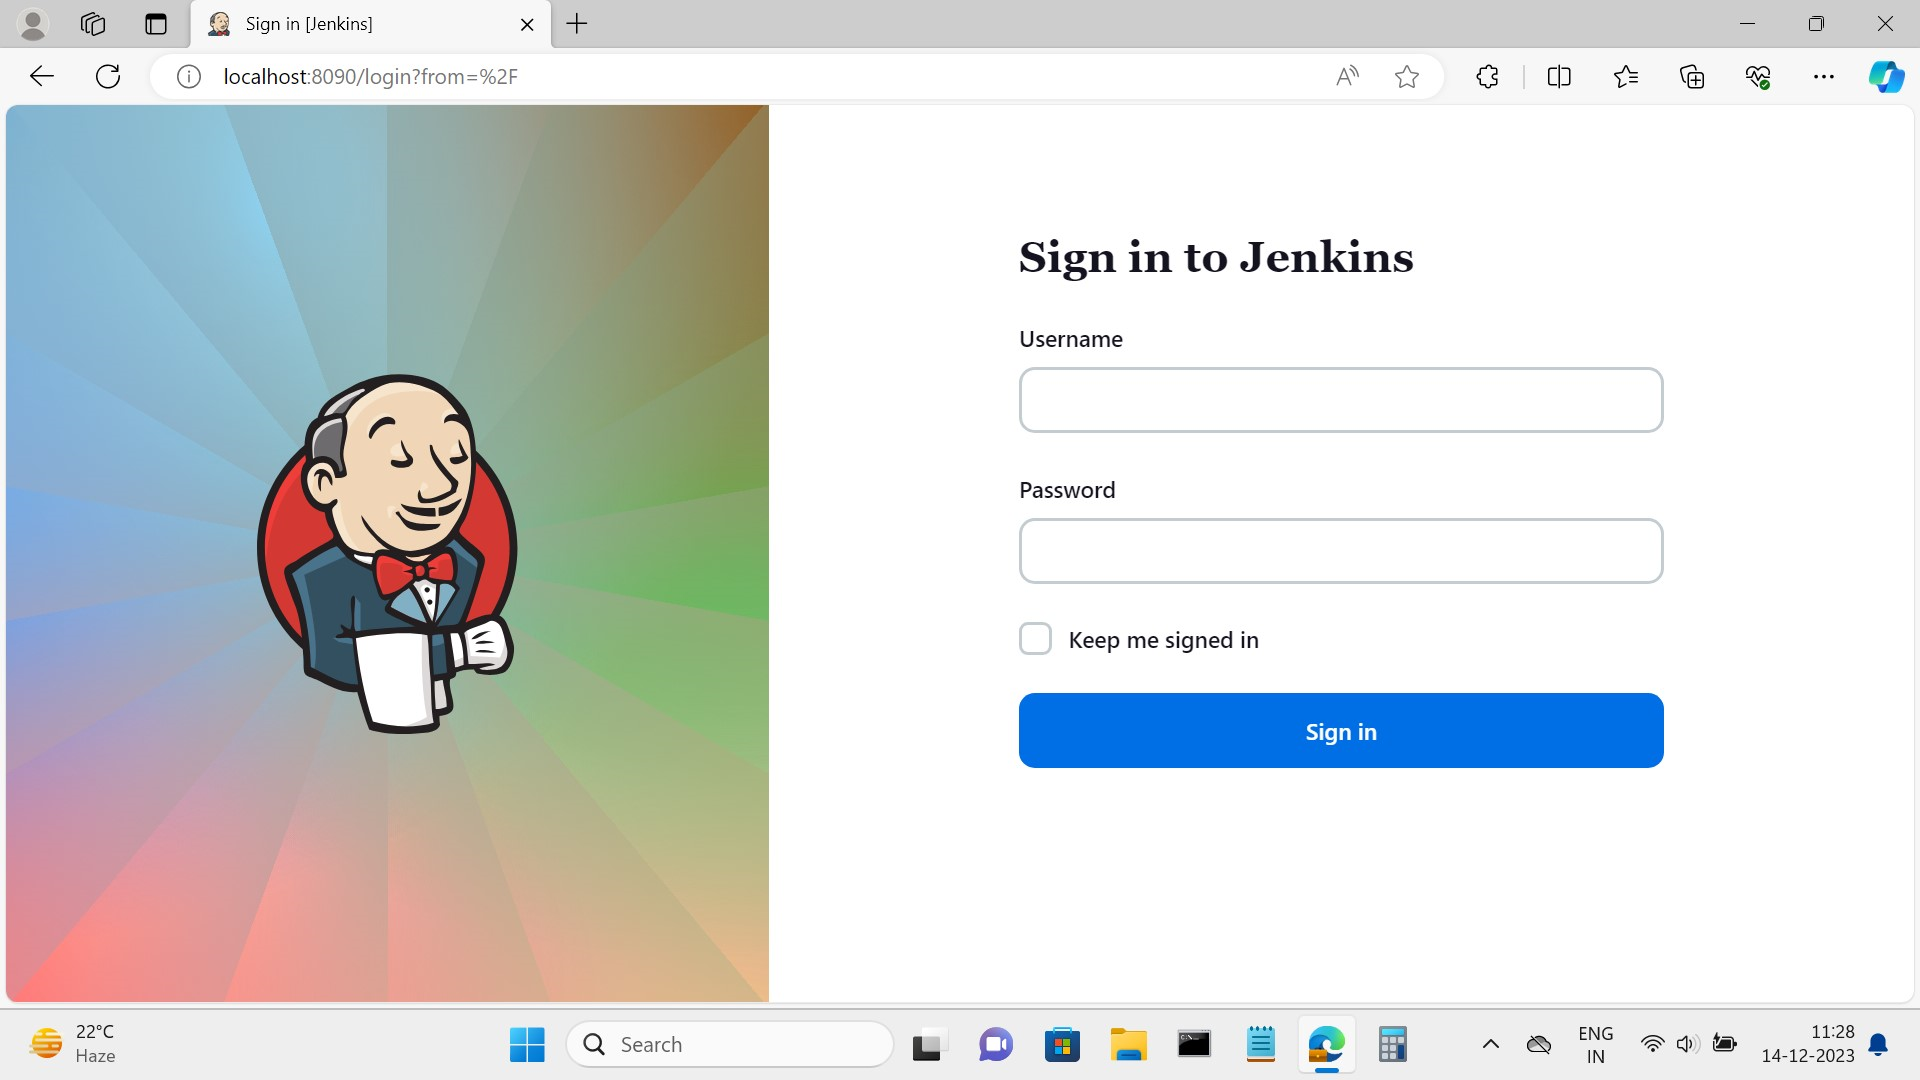 Sign in [Jenkins]
localhost:8090/login?from=%2F
Sign in to Jenkins
Username
Password
Keep me signed in
Sign in
22°C
Haze
Search
ENG
IN
11:28
14-12-2023